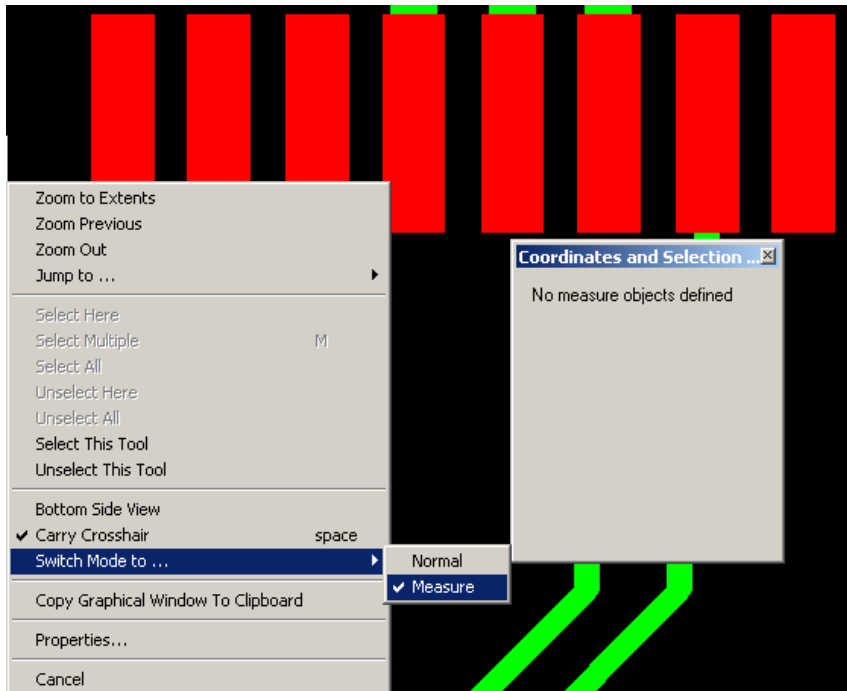 Zoom to Extents
Zoom Previous
Zoom Out
Jump to ...
Select Here
Select Multiple M
Select All
Unselect Here
Unselect All
Select This Tool
Unselect This Tool
Bottom Side View
Carry Crosshair space
Switch Mode to ...
Copy Graphical Window To Clipboard
Properties...
Cancel
Normal
Measure
Coordinates and Selection ...
No measure objects defined